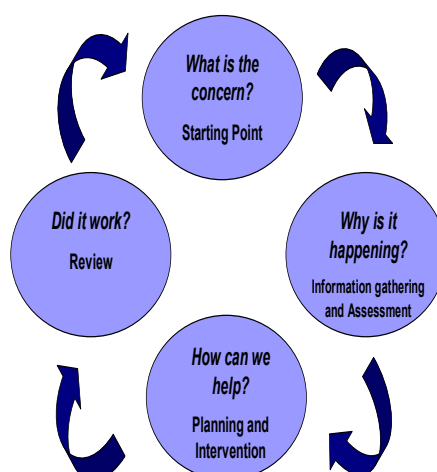 What is the
concern?
Starting Point
Why is it
happening?
Information gathering
and Assessment
How can we
help?
Planning and
Intervention
Did it work?
Review